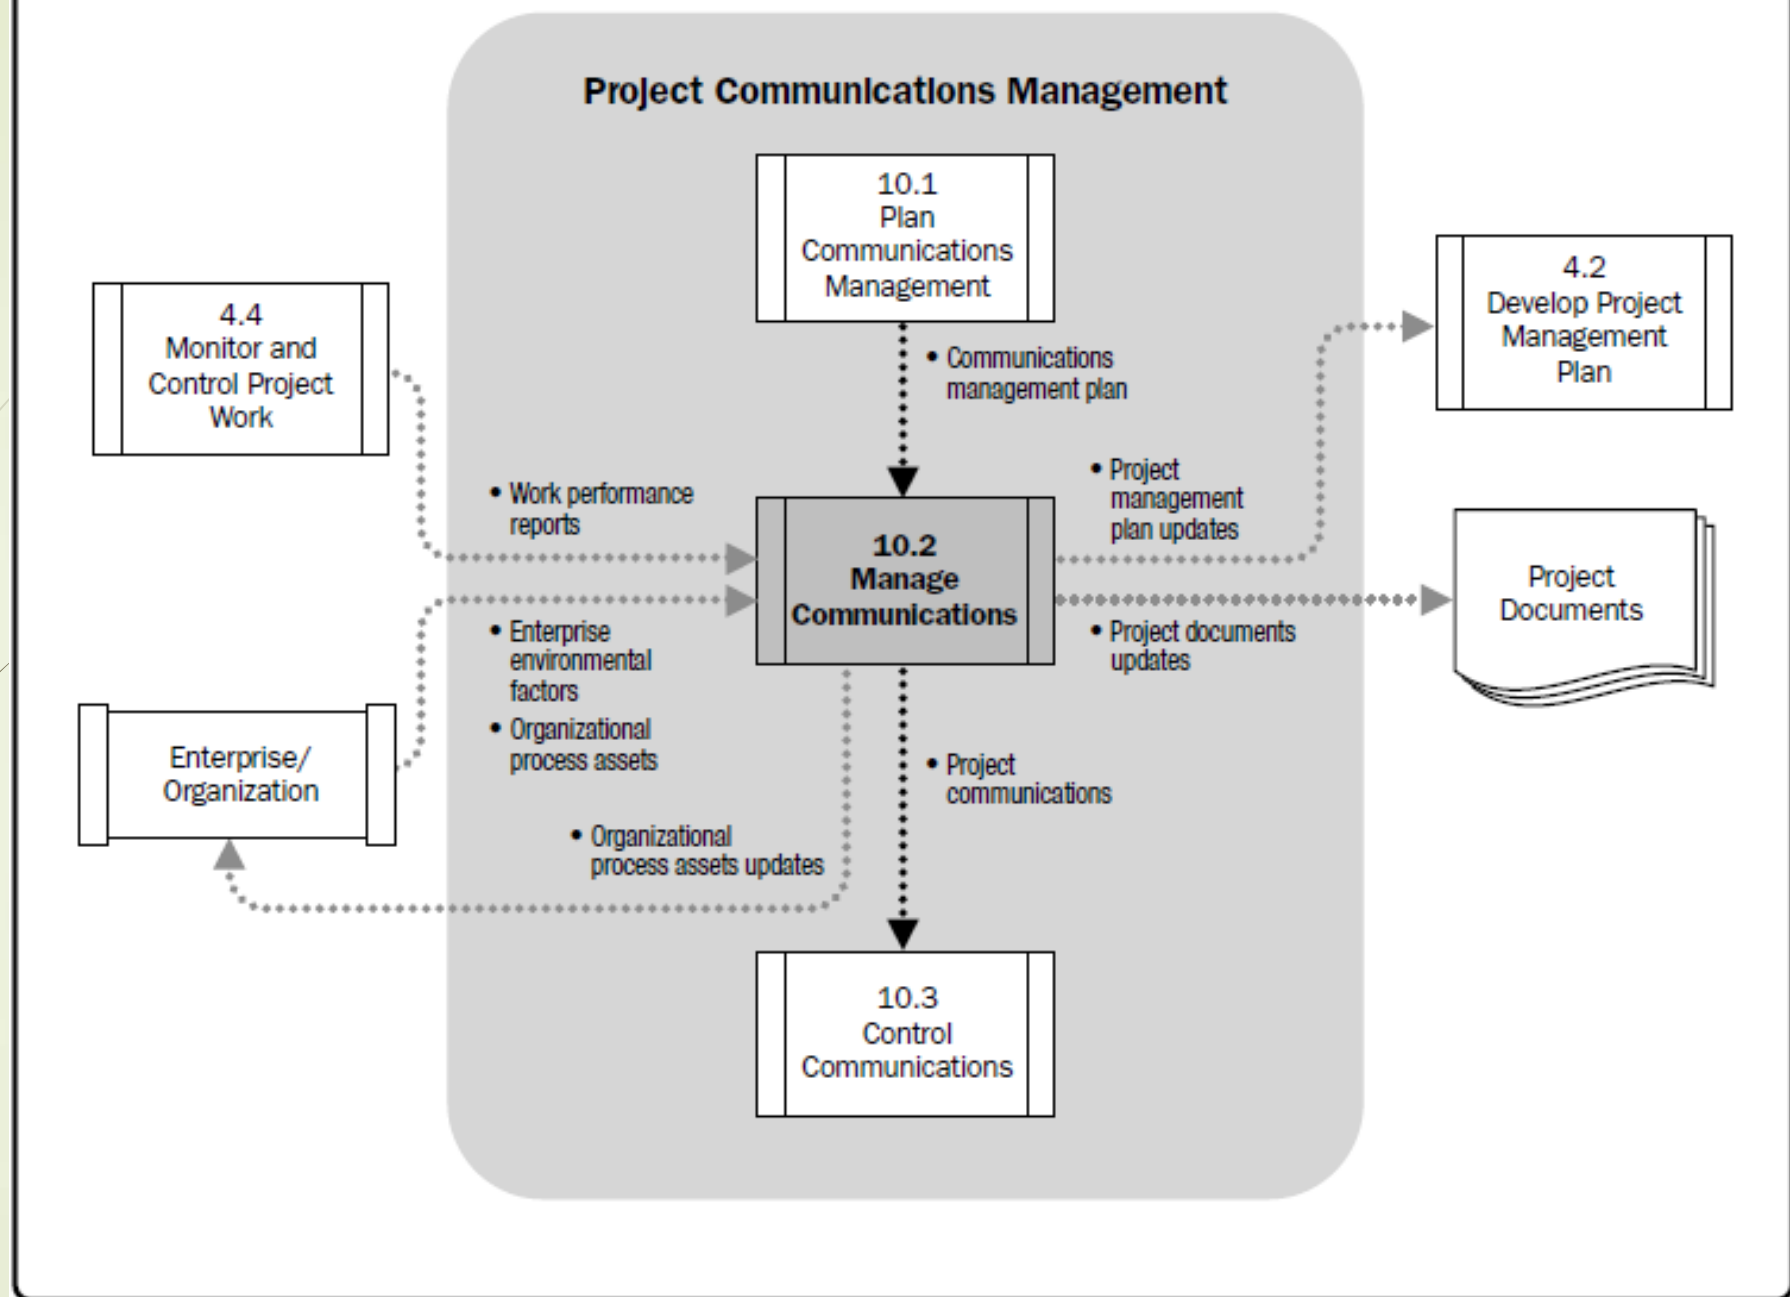 Project Communications Management
10.1
Plan
Communications
Management
4.2
Develop Project
Management
Plan
4.4
Monitor and
Control Project
Work
• Communications
management plan
• Project
management
plan updates
• Work performance
reports
10.2
Manage
Communications
Project
Documents
• Enterprise
environmental
factors
• Organizational
process assets
• Project documents
updates
Enterprise/
Organization
• Project
communications
• Organizational
process assets updates
10.3
Control
Communications